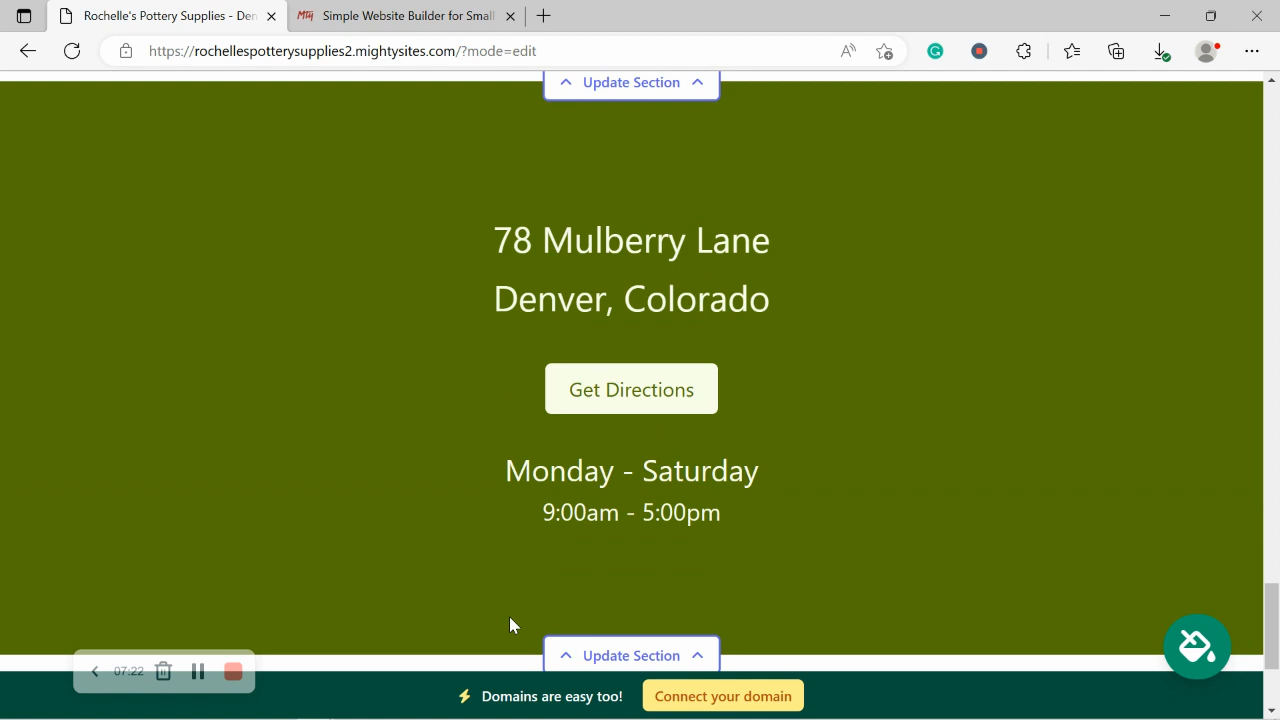 Rochelle's Pottery Supplies - Den
Simple Website Builder for Small
https://rochellespotterysupplies2.mightysites.com/?mode=edit
Update Section
78 Mulberry Lane
Denver, Colorado
Get Directions
Monday - Saturday
9:00am - 5:00pm
Update Section
07:22
Domains are easy too!
Connect your domain